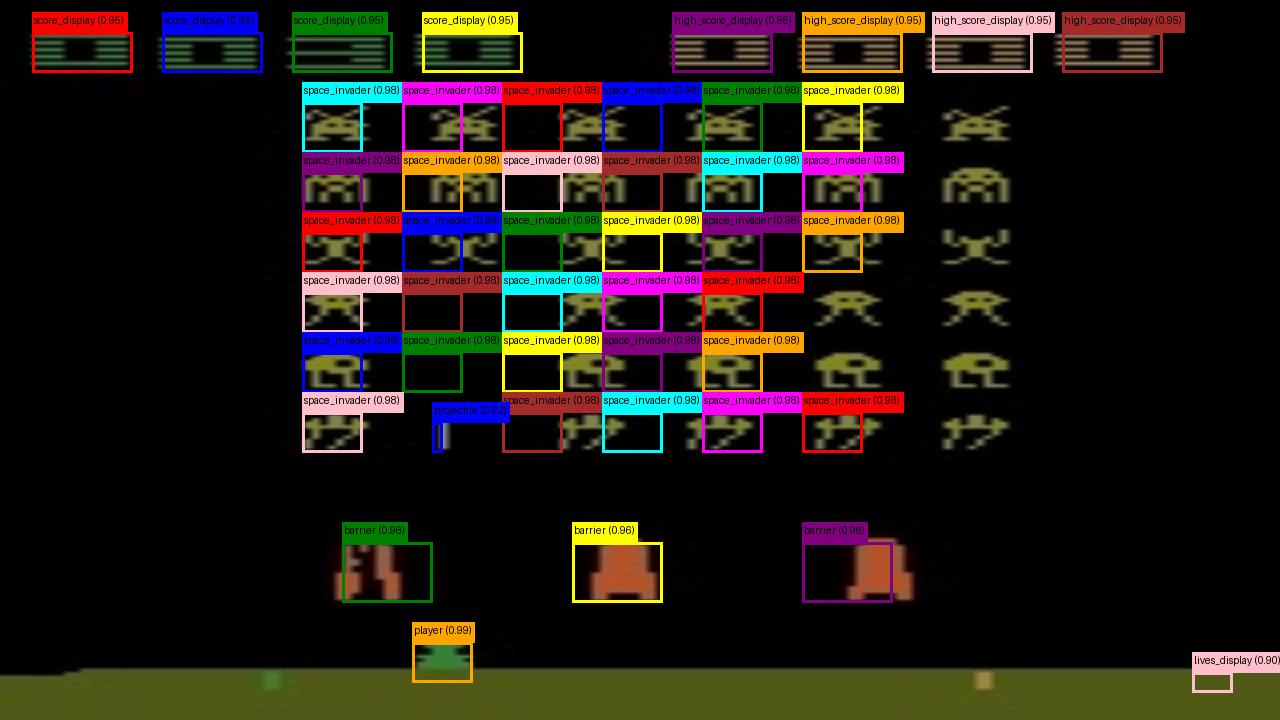 score_display (0.95) score_display (0.95) score_display (0.95) score_display (0.95) high_score_display (0.95) high_score_display (0.95) high_score_display (0.95) high_score_display (0.95)
space_invader (0.98) space_invader (0.98) space_invader (0.98) space_invader (0.98) space_invader (0.98) space_invader (0.98)
space_invader (0.98) space_invader (0.98) space_invader (0.98) space_invader (0.98) space_invader (0.98) space_invader (0.98)
space_invader (0.98) space_invader (0.98) space_invader (0.98) space_invader (0.98) space_invader (0.98) space_invader (0.98)
space_invader (0.98) space_invader (0.98) space_invader (0.98) space_invader (0.98) space_invader (0.98)
space_invader (0.98) space_invader (0.98) space_invader (0.98) space_invader (0.98) space_invader (0.98)
space_invader (0.98) space_invader (0.98) space_invader (0.98) space_invader (0.98) space_invader (0.98)
projectile (0.92)
barrier (0.96) barrier (0.96) barrier (0.96)
player (0.99)
lives_display (0.90)